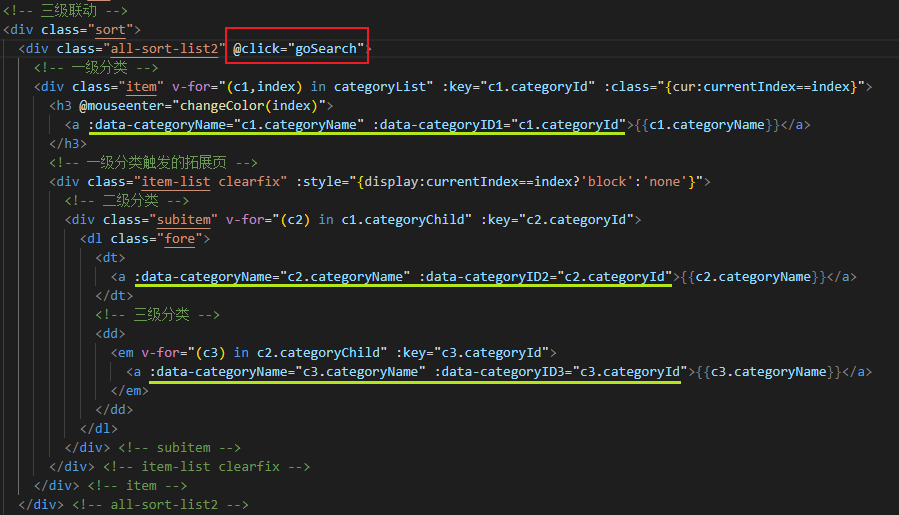 <!-- 三级联动 -->
<div class="sort">
<div class="all-sort-list2" @click="goSearch">
<!-- 一级分类 -->
<div class="item" v-for="(c1,index) in categoryList" :key="c1.categoryId" :class="{cur:currentIndex==index}">
<h3 @mouseenter="changeColor(index)">
<a :data-categoryName="c1.categoryName" :data-categoryID1="c1.categoryId">{{c1.categoryName}}</a>
</h3>
<!-- 一级分类触发的拓展页 -->
<div class="item-list clearfix" :style="{display:currentIndex==index?'block':'none'}">
<!-- 二级分类 -->
<div class="subitem" v-for="(c2) in c1.categoryChild" :key="c2.categoryId">
<dl class="fore">
<dt>
<a :data-categoryName="c2.categoryName" :data-categoryID2="c2.categoryId">{{c2.categoryName}}</a>
</dt>
<!-- 三级分类 -->
<dd>
<em v-for="(c3) in c2.categoryChild" :key="c3.categoryId">
<a :data-categoryName="c3.categoryName" :data-categoryID3="c3.categoryId">{{c3.categoryName}}</a>
</em>
</dd>
</dl>
</div> <!-- subitem -->
</div> <!-- item-list clearfix -->
</div> <!-- item -->
</div> <!-- all-sort-list2 -->